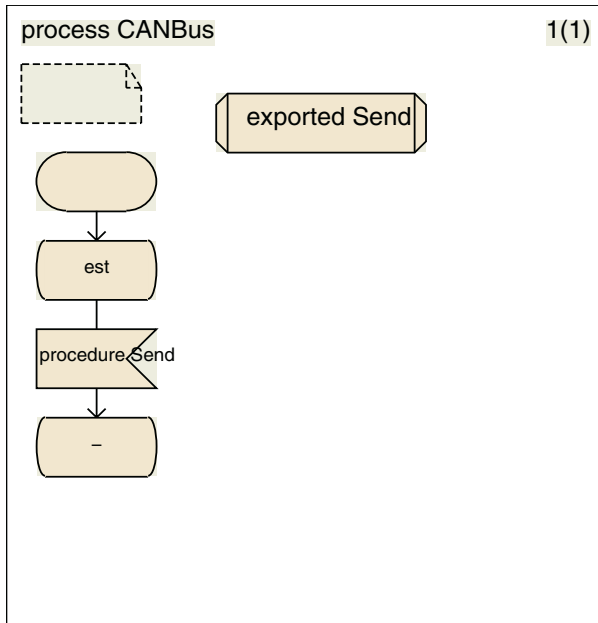 process CANBus
1(1)
exported Send
est
procedure Send
–